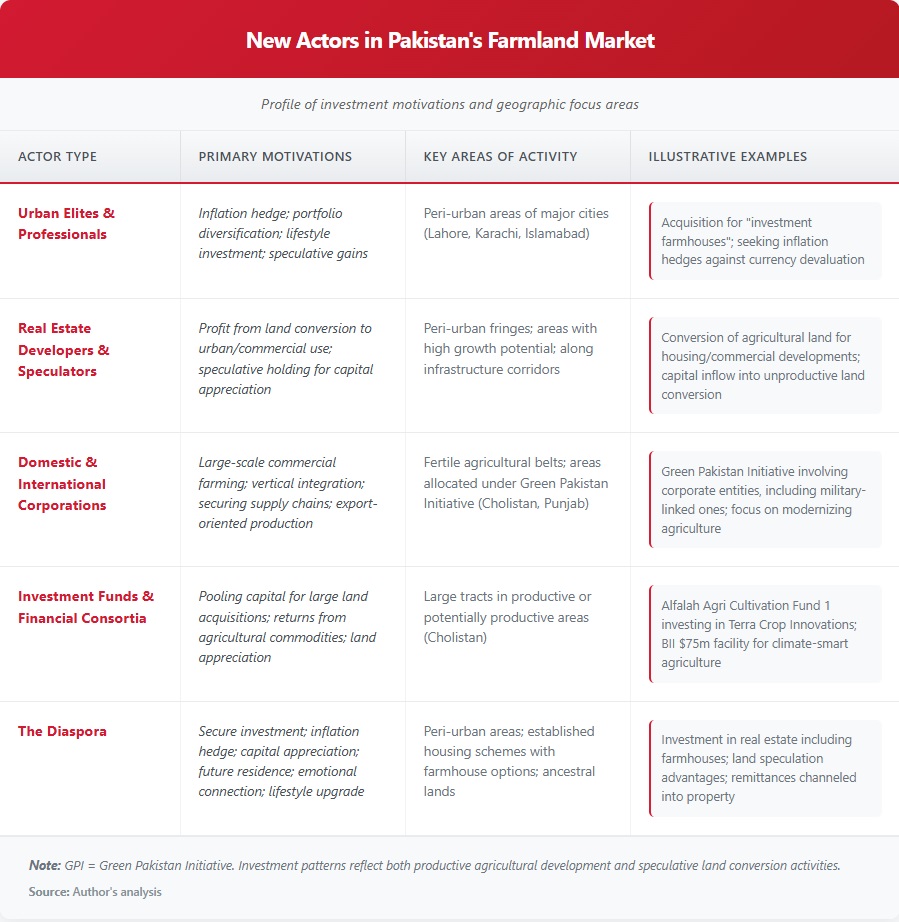 New Actors in Pakistan's Farmland Market
Profile of investment motivations and geographic focus areas
ACTOR TYPE
PRIMARY MOTIVATIONS
KEY AREAS OF ACTIVITY
ILLUSTRATIVE EXAMPLES
Urban Elites &
Professionals
Inflation hedge; portfolio
diversification; lifestyle
investment; speculative gains
Peri-urban areas of major cities
(Lahore, Karachi, Islamabad)
Acquisition for "investment
farmhouses"; seeking inflation
hedges against currency devaluation
Real Estate
Developers &
Speculators
Profit from land conversion to
urban/commercial use;
speculative holding for capital
appreciation
Peri-urban fringes; areas with
high growth potential; along
infrastructure corridors
Conversion of agricultural land for
housing/commercial developments;
capital inflow into unproductive land
conversion
Domestic &
International
Corporations
Large-scale commercial
farming; vertical integration;
securing supply chains; export-
oriented production
Fertile agricultural belts; areas
allocated under Green Pakistan
Initiative (Cholistan, Punjab)
Green Pakistan Initiative involving
corporate entities, including military-
linked ones; focus on modernizing
agriculture
Investment Funds &
Financial Consortia
Pooling capital for large land
acquisitions; returns from
agricultural commodities; land
appreciation
Large tracts in productive or
potentially productive areas
(Cholistan)
Alfalah Agri Cultivation Fund 1
investing in Terra Crop Innovations;
BII $75m facility for climate-smart
agriculture
The Diaspora
Secure investment; inflation
hedge; capital appreciation;
future residence; emotional
connection; lifestyle upgrade
Peri-urban areas; established
housing schemes with
farmhouse options; ancestral
lands
Investment in real estate including
farmhouses; land speculation
advantages; remittances channeled
into property
Note: GPI = Green Pakistan Initiative. Investment patterns reflect both productive agricultural development and speculative land conversion activities.
Source: Author's analysis